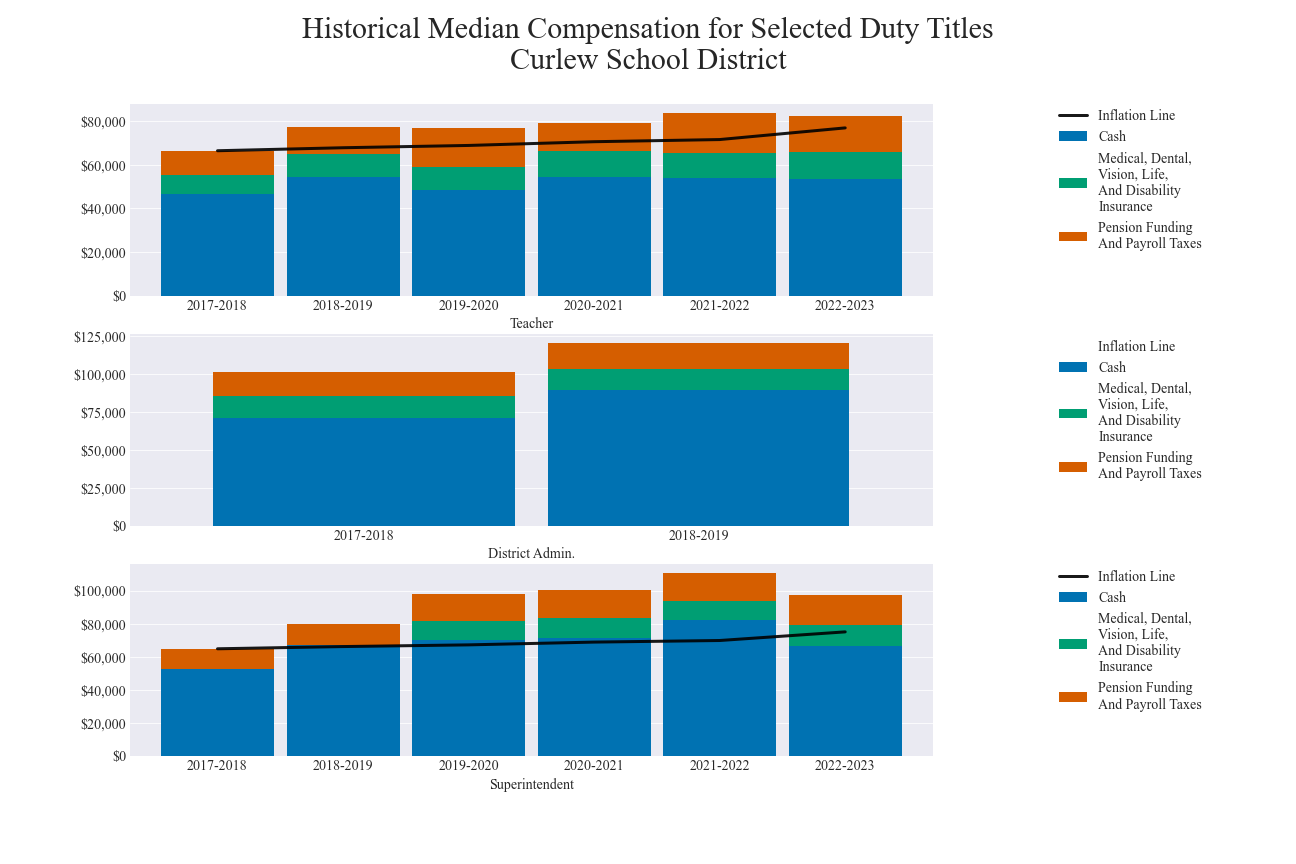 Historical Median Compensation for Selected Duty Titles
Curlew School District
$80,000
$60,000
$40,000
$20,000
$0
2017-2018
2018-2019
2019-2020
2020-2021
2021-2022
2022-2023
Teacher
Inflation Line
Cash
Medical, Dental,
Vision, Life,
And Disability
Insurance
Pension Funding
And Payroll Taxes
$125,000
$100,000
$75,000
$50,000
$25,000
$0
2017-2018
2018-2019
District Admin.
Inflation Line
Cash
Medical, Dental,
Vision, Life,
And Disability
Insurance
Pension Funding
And Payroll Taxes
$100,000
$80,000
$60,000
$40,000
$20,000
$0
2017-2018
2018-2019
2019-2020
2020-2021
2021-2022
2022-2023
Superintendent
Inflation Line
Cash
Medical, Dental,
Vision, Life,
And Disability
Insurance
Pension Funding
And Payroll Taxes